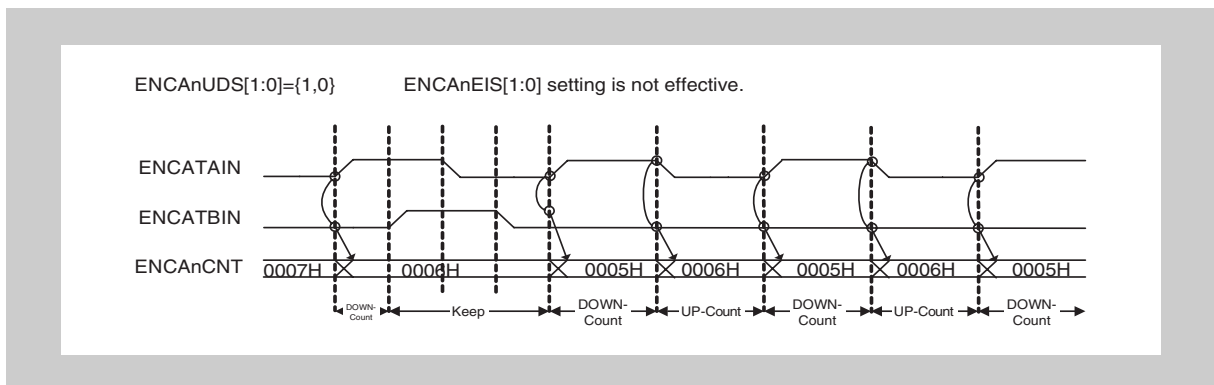 ENCAnUDS[1:0]={1,0} ENCAnEIS[1:0] setting is not effective.
ENCATAIN
ENCATBIN
ENCAnCNT 0007H 0006H 0005H 0006H 0005H 0006H 0005H
DOWN-
Count
Keep
DOWN-
Count
UP-Count
DOWN-
Count
UP-Count
DOWN-
Count